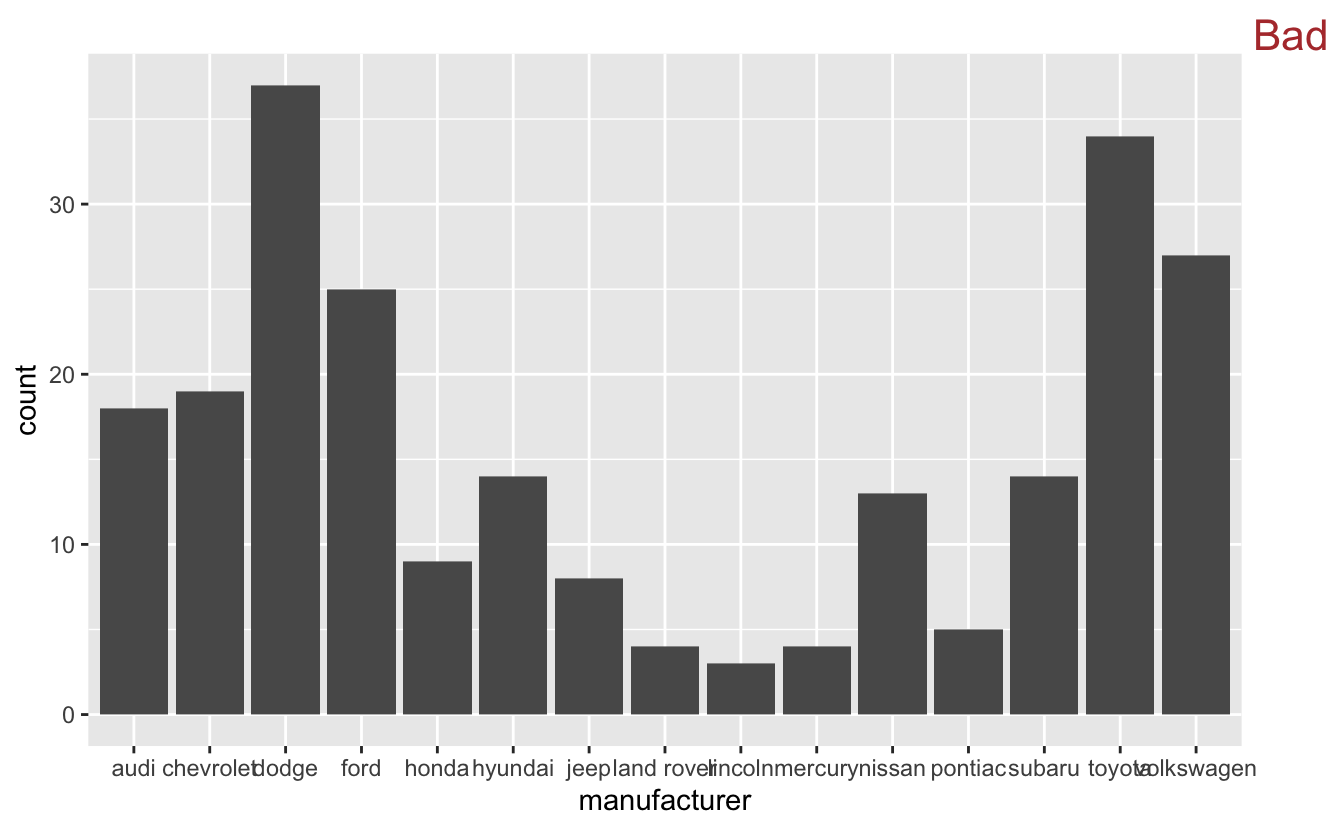 Bad
count
30
20
10
0
audi chevrolet dodge ford honda hyundai jeep land rover lincoln mercury nissan pontiac subaru toyota volkswagen
manufacturer